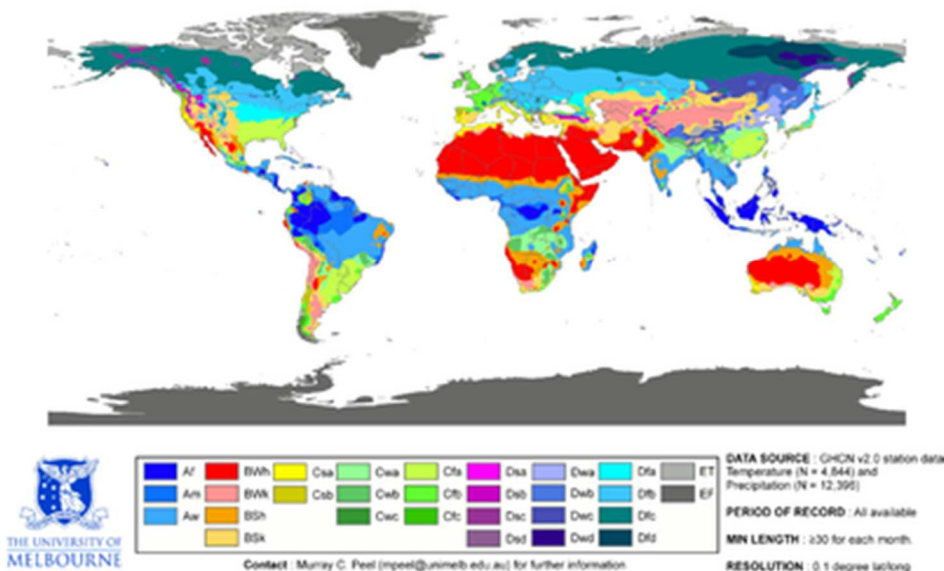 Af
Am
Aw
BWh
BWk
BSh
BSk
Csa
Csb
Cwa
Cwb
Cwc
Cfa
Cfb
Cfc
Dsa
Dsb
Dsc
Dsd
Dwa
Dwb
Dwc
Dwd
Dfa
Dfb
Dfc
Dfd
ET
EF
THE UNIVERSITY OF
MELBOURNE
Contact : Murray C. Peel (mpeel@unimelb.edu.au) for further information
DATA SOURCE : GHCN v2.0 station data
Temperature (N = 4,844) and
Precipitation (N = 12,396)
PERIOD OF RECORD : All available
MIN LENGTH : ≥30 for each month.
RESOLUTION : 0.1 degree lat/long